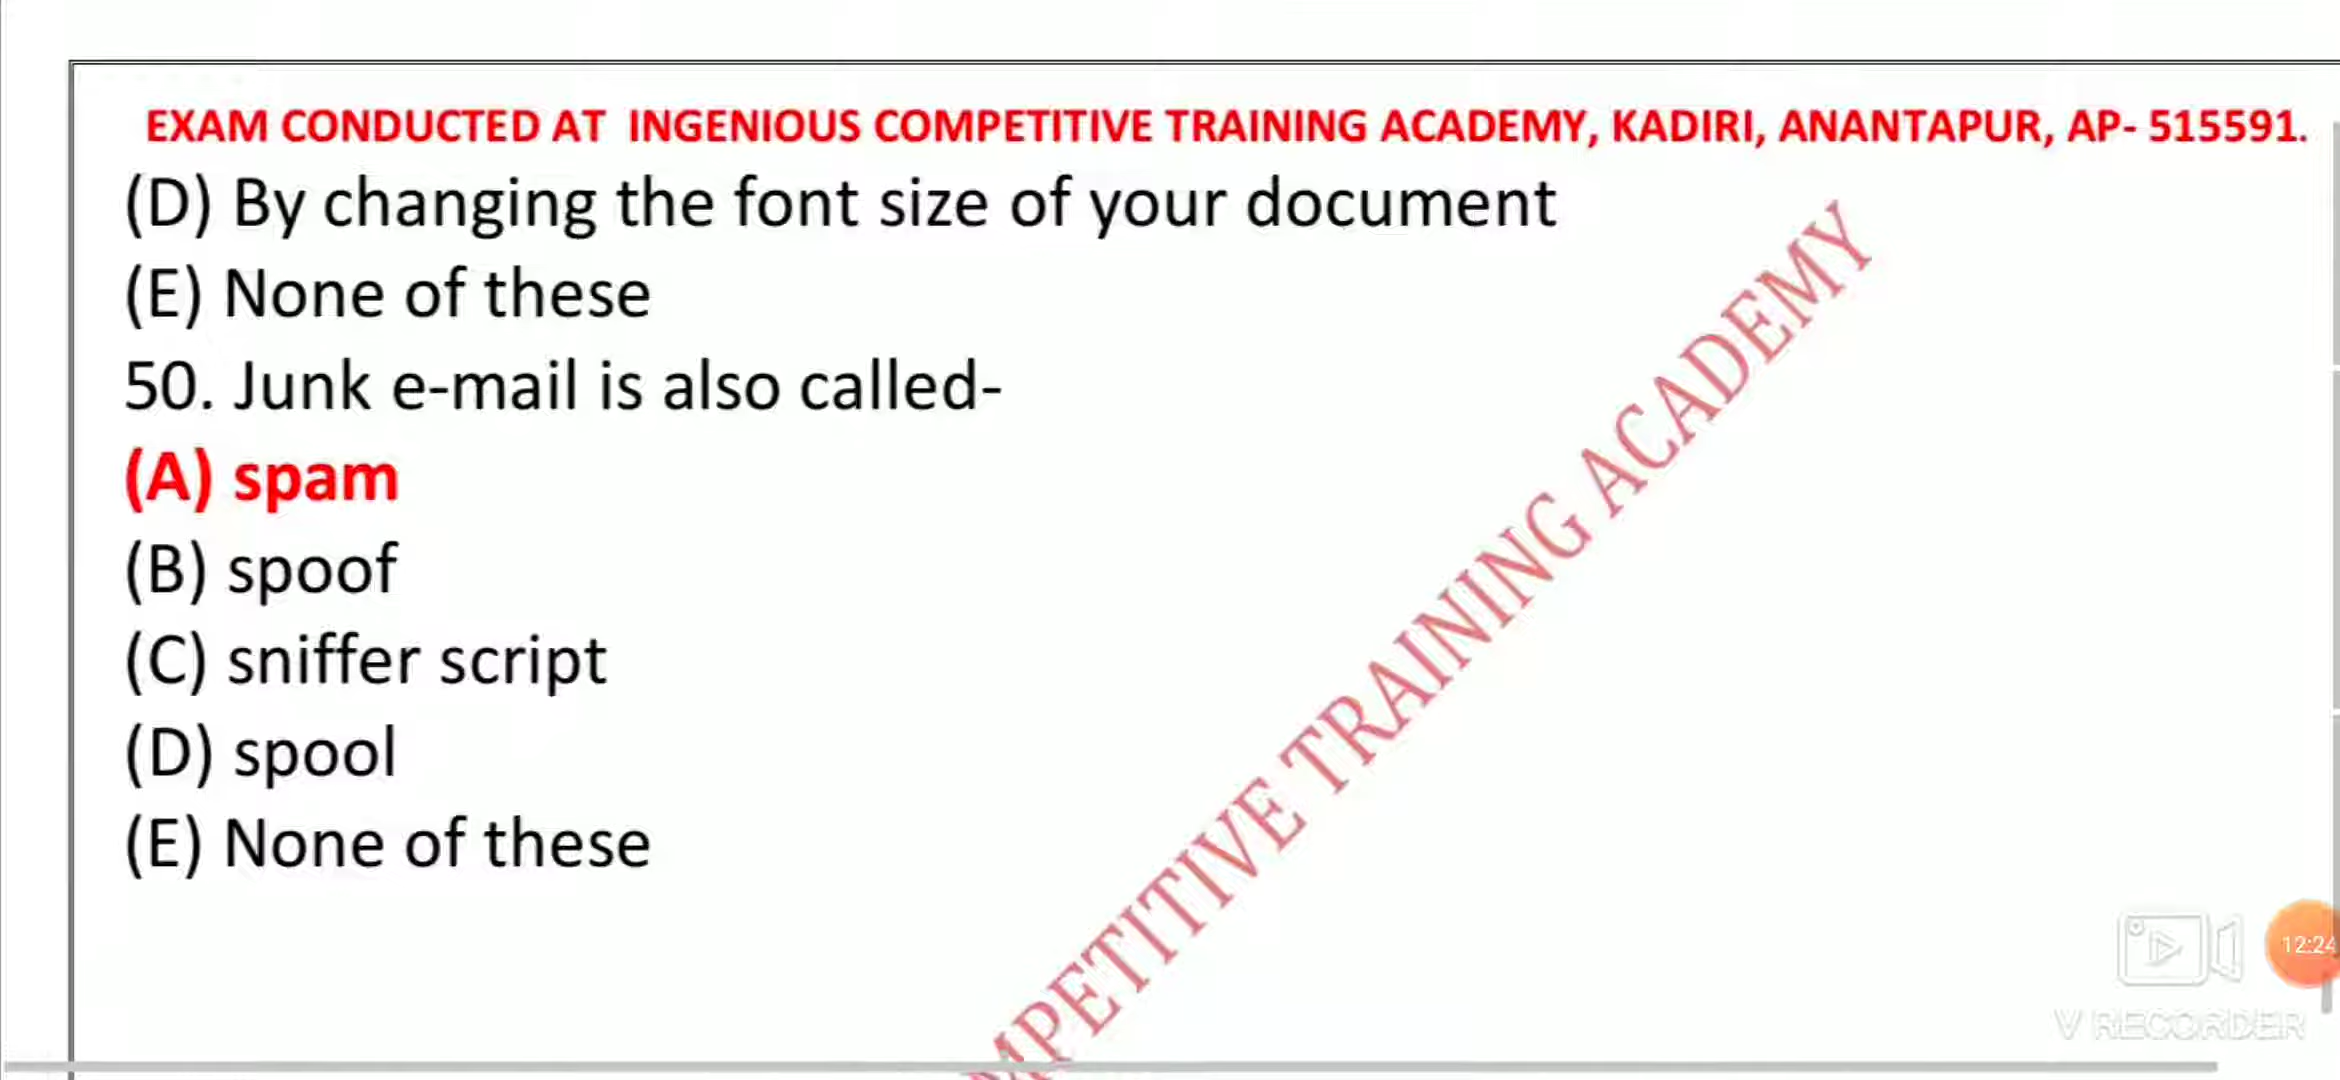 EXAM CONDUCTED AT INGENIOUS COMPETITIVE TRAINING ACADEMY, KADIRI, ANANTAPUR, AP- 515591.
(D) By changing the font size of your document
(E) None of these
50. Junk e-mail is also called-
(A) spam
(B) spoof
(C) sniffer script
(D) spool
(E) None of these
MPETITIVE TRAINING ACADEMY
12:24
V RECORDER